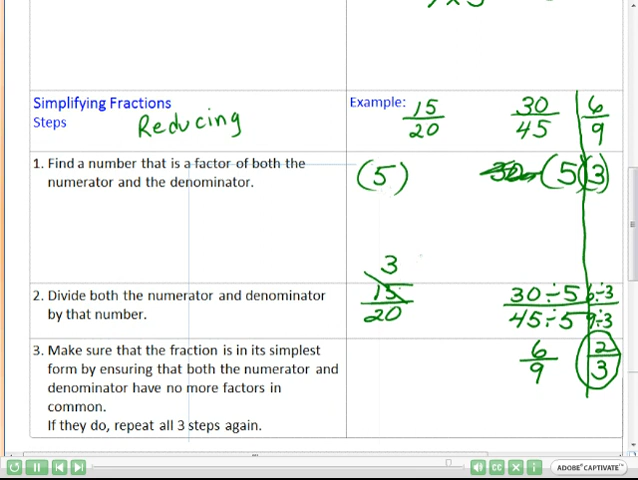 Simplifying Fractions
Steps
Reducing
Example:
15
20
30
45
6
9
1. Find a number that is a factor of both the
numerator and the denominator.
(5)
(5)
(3)
2. Divide both the numerator and denominator
by that number.
3
15
20
30÷5
45÷5
6÷3
9÷3
3. Make sure that the fraction is in its simplest
form by ensuring that both the numerator and
denominator have no more factors in
common.
If they do, repeat all 3 steps again.
6
9
2
3
CC
ADOBE® CAPTIVATE™